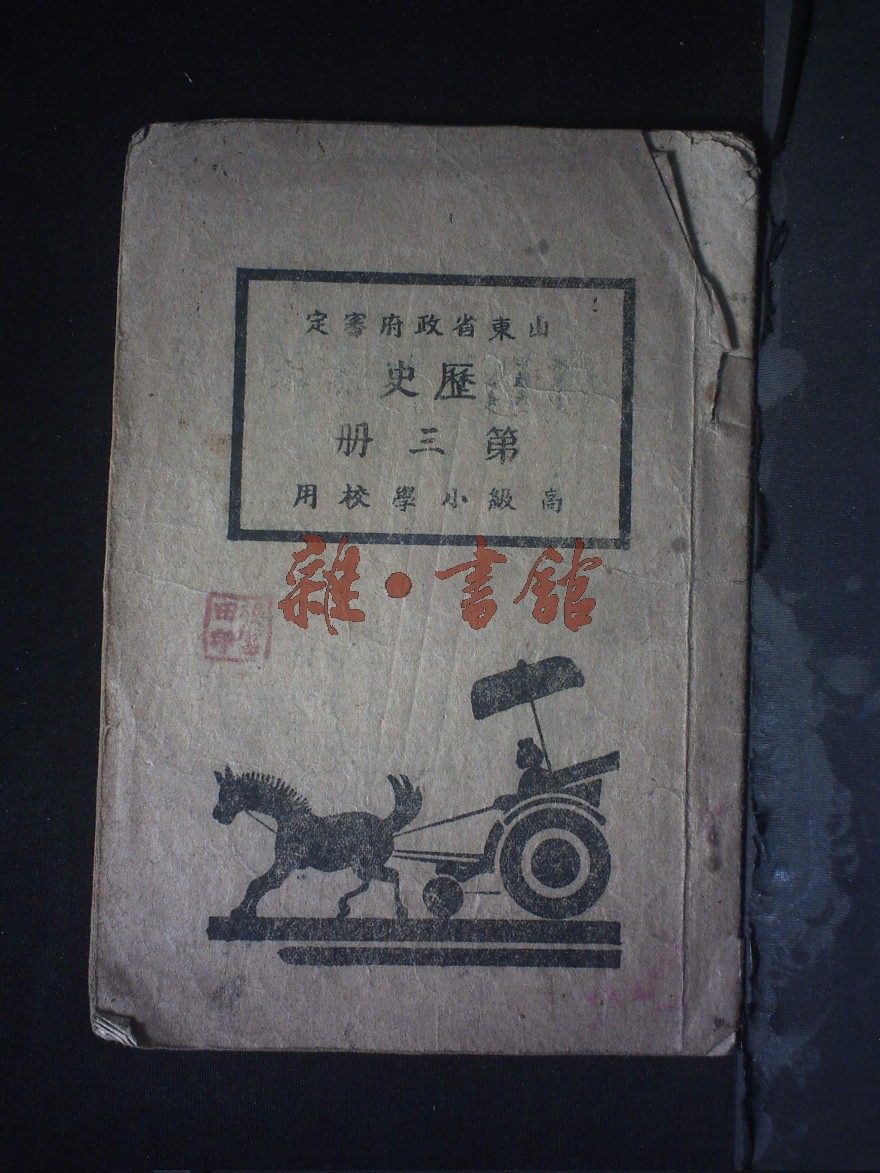 山東省政府審定
歷史
第三冊
高級小學校用
雜·書館